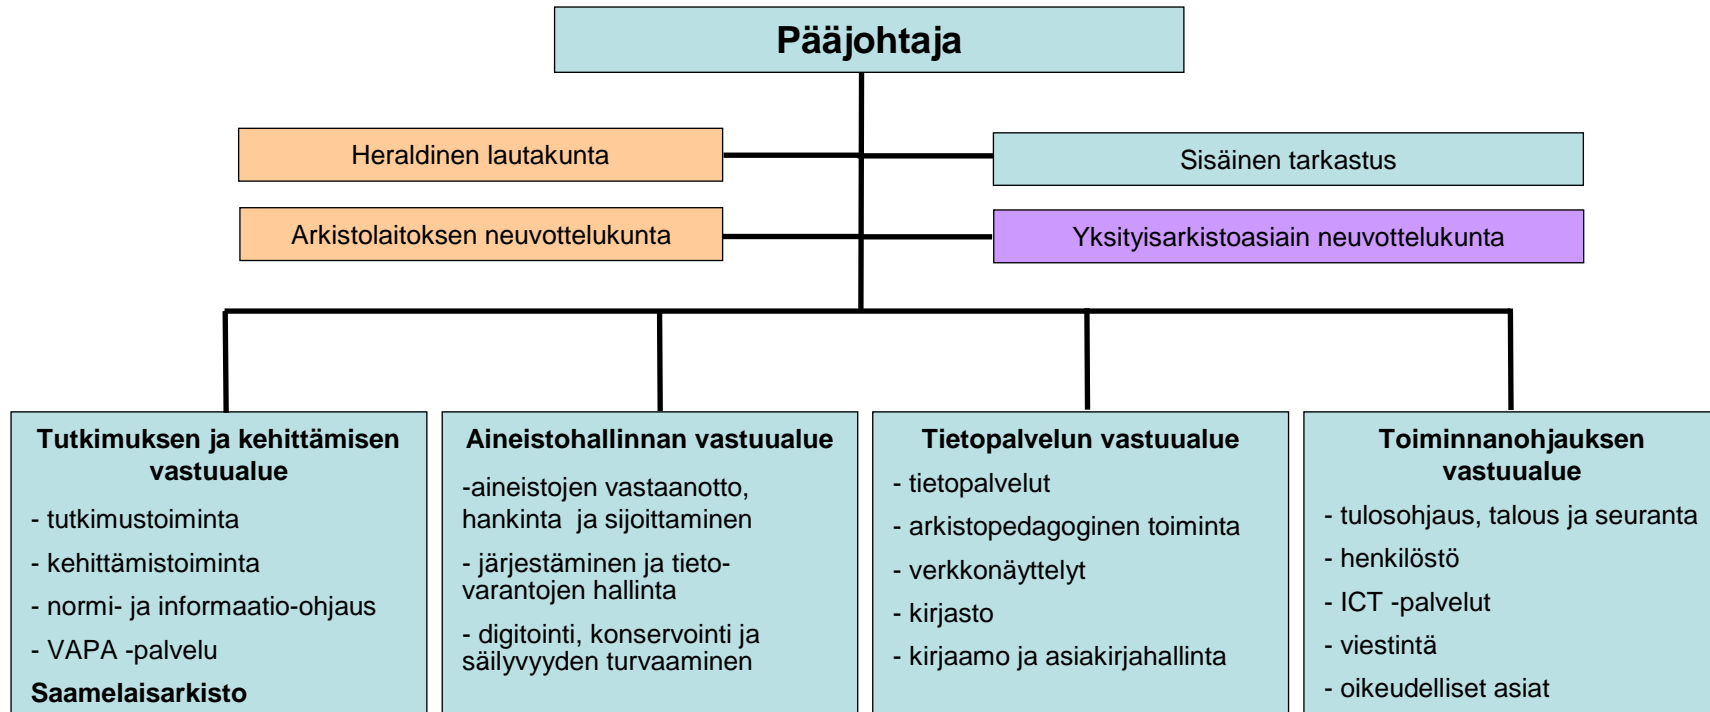 Pääjohtaja
Heraldinen lautakunta
Sisäinen tarkastus
Arkistolaitoksen neuvottelukunta
Yksityisarkistoasiain neuvottelukunta
Tutkimuksen ja kehittämisen
vastuualue
- tutkimustoiminta
- kehittämistoiminta
- normi- ja informaatio-ohjaus
- VAPA -palvelu
Saamelaisarkisto
Aineistohallinnan vastuualue
-aineistojen vastaanotto,
hankinta ja sijoittaminen
- järjestäminen ja tieto-
varantojen hallinta
- digitointi, konservointi ja
säilyvyyden turvaaminen
Tietopalvelun vastuualue
- tietopalvelut
- arkistopedagoginen toiminta
- verkkonäyttelyt
- kirjasto
- kirjaamo ja asiakirjahallinta
Toiminnanohjauksen
vastuualue
- tulosohjaus, talous ja seuranta
- henkilöstö
- ICT -palvelut
- viestintä
- oikeudelliset asiat